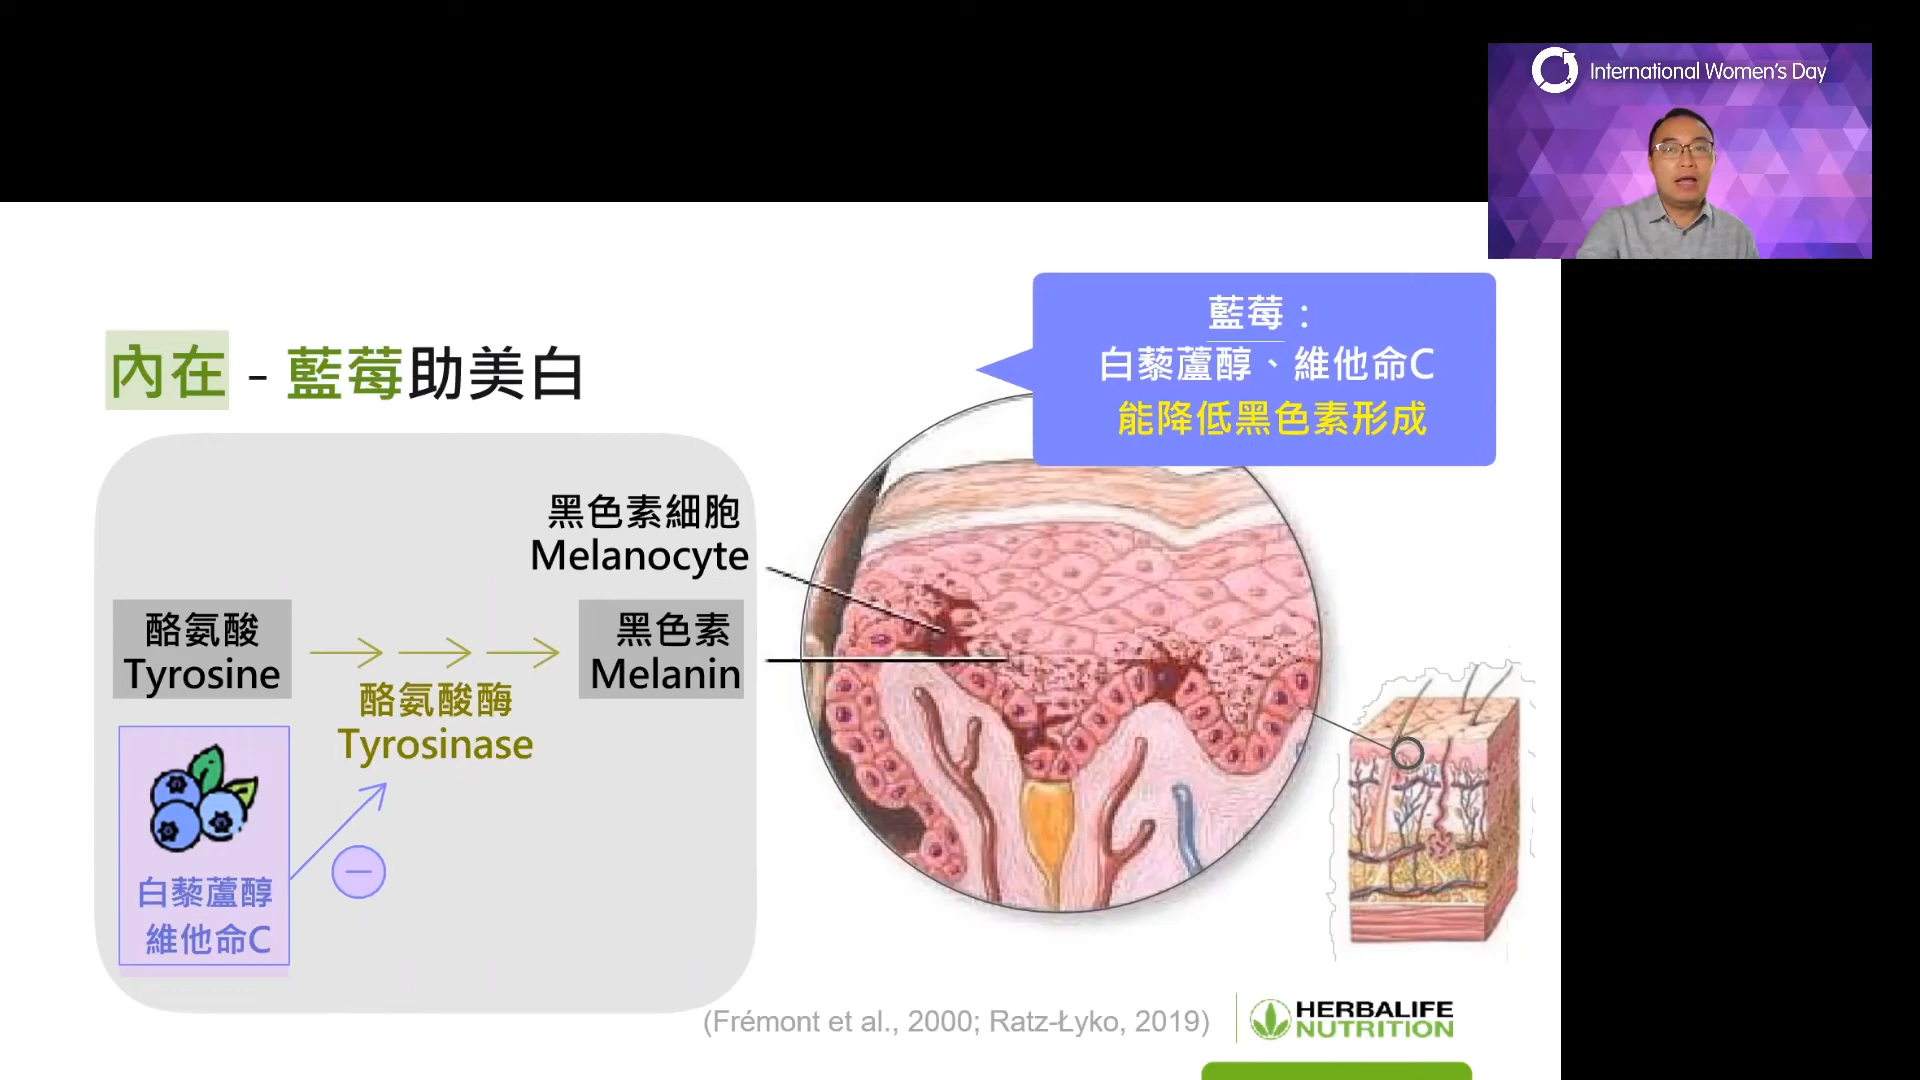 International Women's Day
藍莓：
白藜蘆醇、維他命C
能降低黑色素形成
內在 - 藍莓助美白
黑色素細胞
Melanocyte
酪氨酸
Tyrosine
黑色素
Melanin
酪氨酸酶
Tyrosinase
白藜蘆醇
維他命C
(Frémont et al., 2000; Ratz-Łyko, 2019)
HERBALIFE
NUTRITION